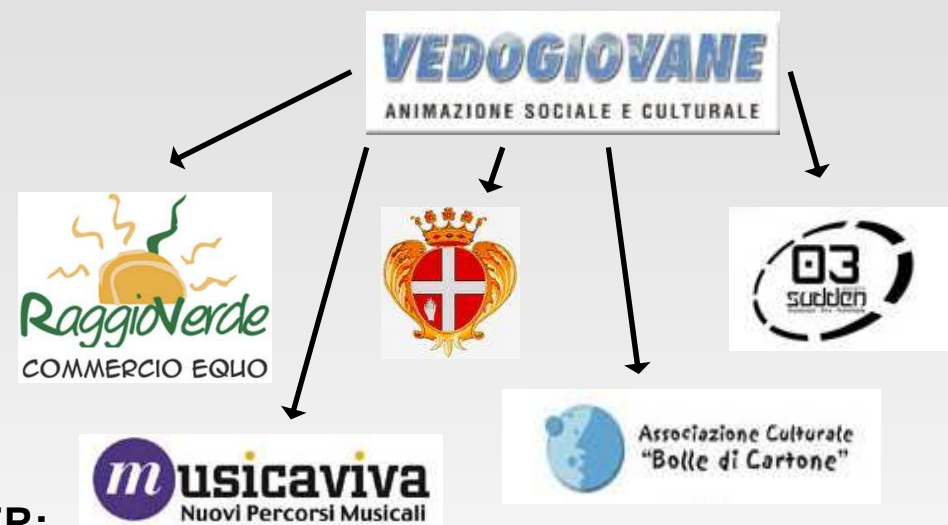 VEDOGIOVANE
ANIMAZIONE SOCIALE E CULTURALE
RaggioVerde
COMMERCIO EQUO
03
sudden
Associazione Culturale
"Bolle di Cartone"
musicaviva
Nuovi Percorsi Musicali